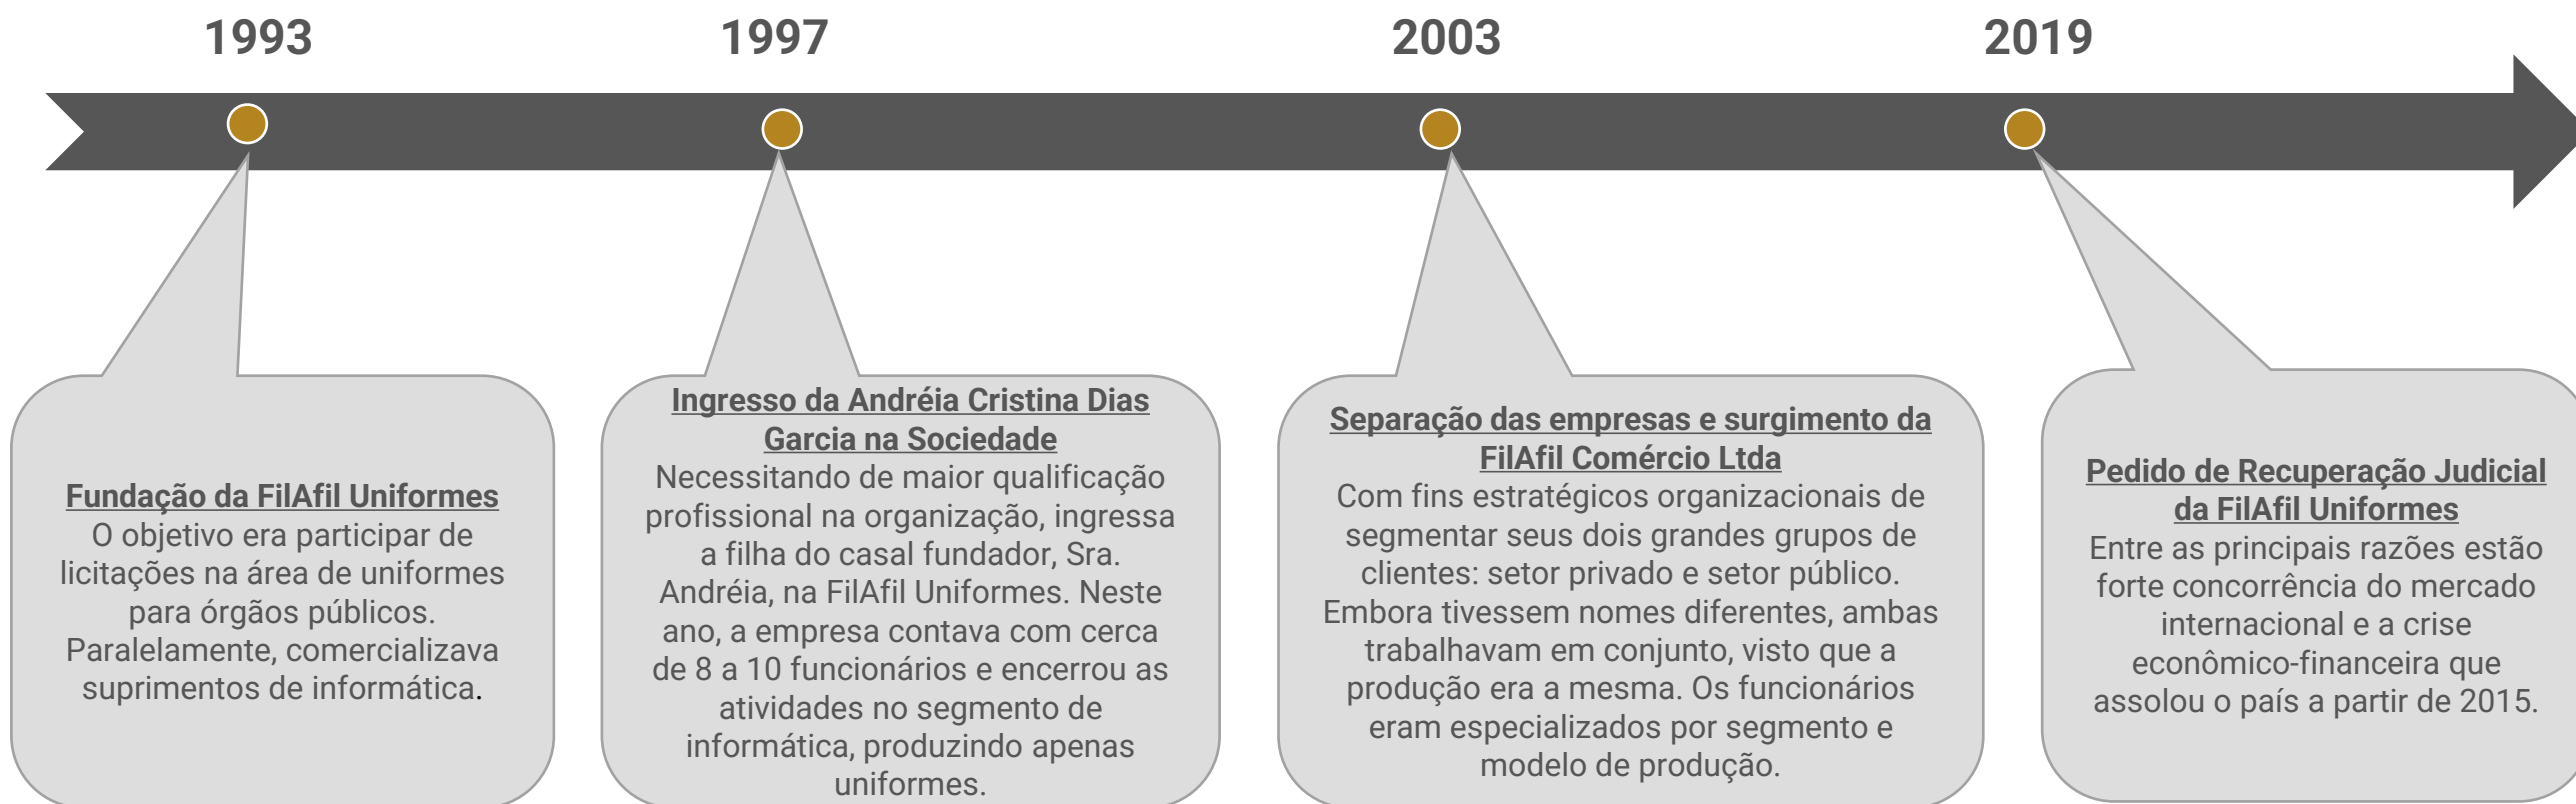 1993
1997
2003
2019
Fundação da FilAfil Uniformes
O objetivo era participar de
licitações na área de uniformes
para órgãos públicos.
Paralelamente, comercializava
suprimentos de informática.
Ingresso da Andréia Cristina Dias
Garcia na Sociedade
Necessitando de maior qualificação
profissional na organização, ingressa
a filha do casal fundador, Sra.
Andréia, na FilAfil Uniformes. Neste
ano, a empresa contava com cerca
de 8 a 10 funcionários e encerrou as
atividades no segmento de
informática, produzindo apenas
uniformes.
Separação das empresas e surgimento da
FilAfil Comércio Ltda
Com fins estratégicos organizacionais de
segmentar seus dois grandes grupos de
clientes: setor privado e setor público.
Embora tivessem nomes diferentes, ambas
trabalhavam em conjunto, visto que a
produção era a mesma. Os funcionários
eram especializados por segmento e
modelo de produção.
Pedido de Recuperação Judicial
da FilAfil Uniformes
Entre as principais razões estão
forte concorrência do mercado
internacional e a crise
econômico-financeira que
assolou o país a partir de 2015.